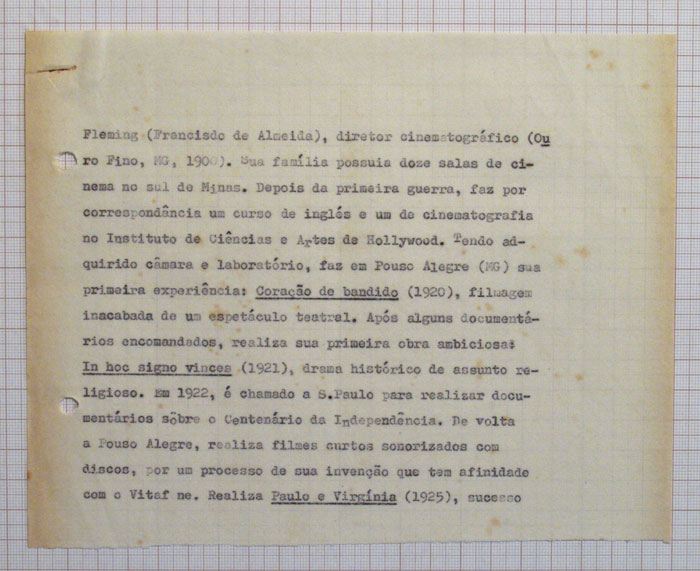 Fleming (Francisdo de Almeida), diretor cinematográfico (Ou
ro Fino, MG, 1900). Sua família possuia doze salas de ci-
nema no sul de Minas. Depois da primeira guerra, faz por
correspondância um curso de inglés e um de cinematografia
no Instituto de Ciências e Artes de Hollywood. Tendo ad-
quirido câmara e laboratório, faz em Pouso Alegre (MG) sua
primeira experiência: Coração de bandido (1920), filmagem
inacabada de um espetáculo teatral. Após alguns documentá-
rios encomandados, realiza sua primeira obra ambiciosa:
In hoc signo vinces (1921), drama histórico de assunto re-
ligioso. Em 1922, é chamado a S.Paulo para realizar docu-
mentários sôbre o Centenário da Independência. De volta
a Pouso Alegre, realiza filmes curtos sonorizados com
discos, por um processo de sua invenção que tem afinidade
com o Vitaf ne. Realiza Paulo e Virgínia (1925), sucesso